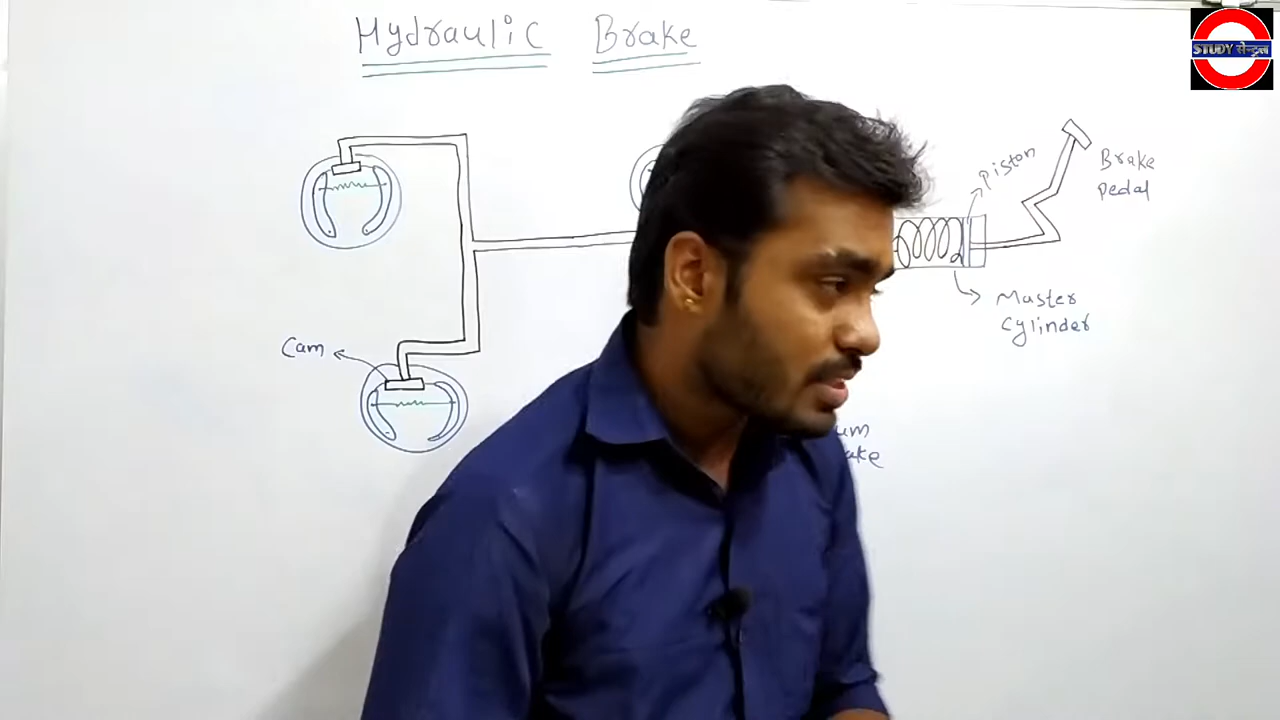 Hydraulic Brake
STUDY सेन्ट्रल
piston
Brake
pedal
Master
Cylinder
Cam